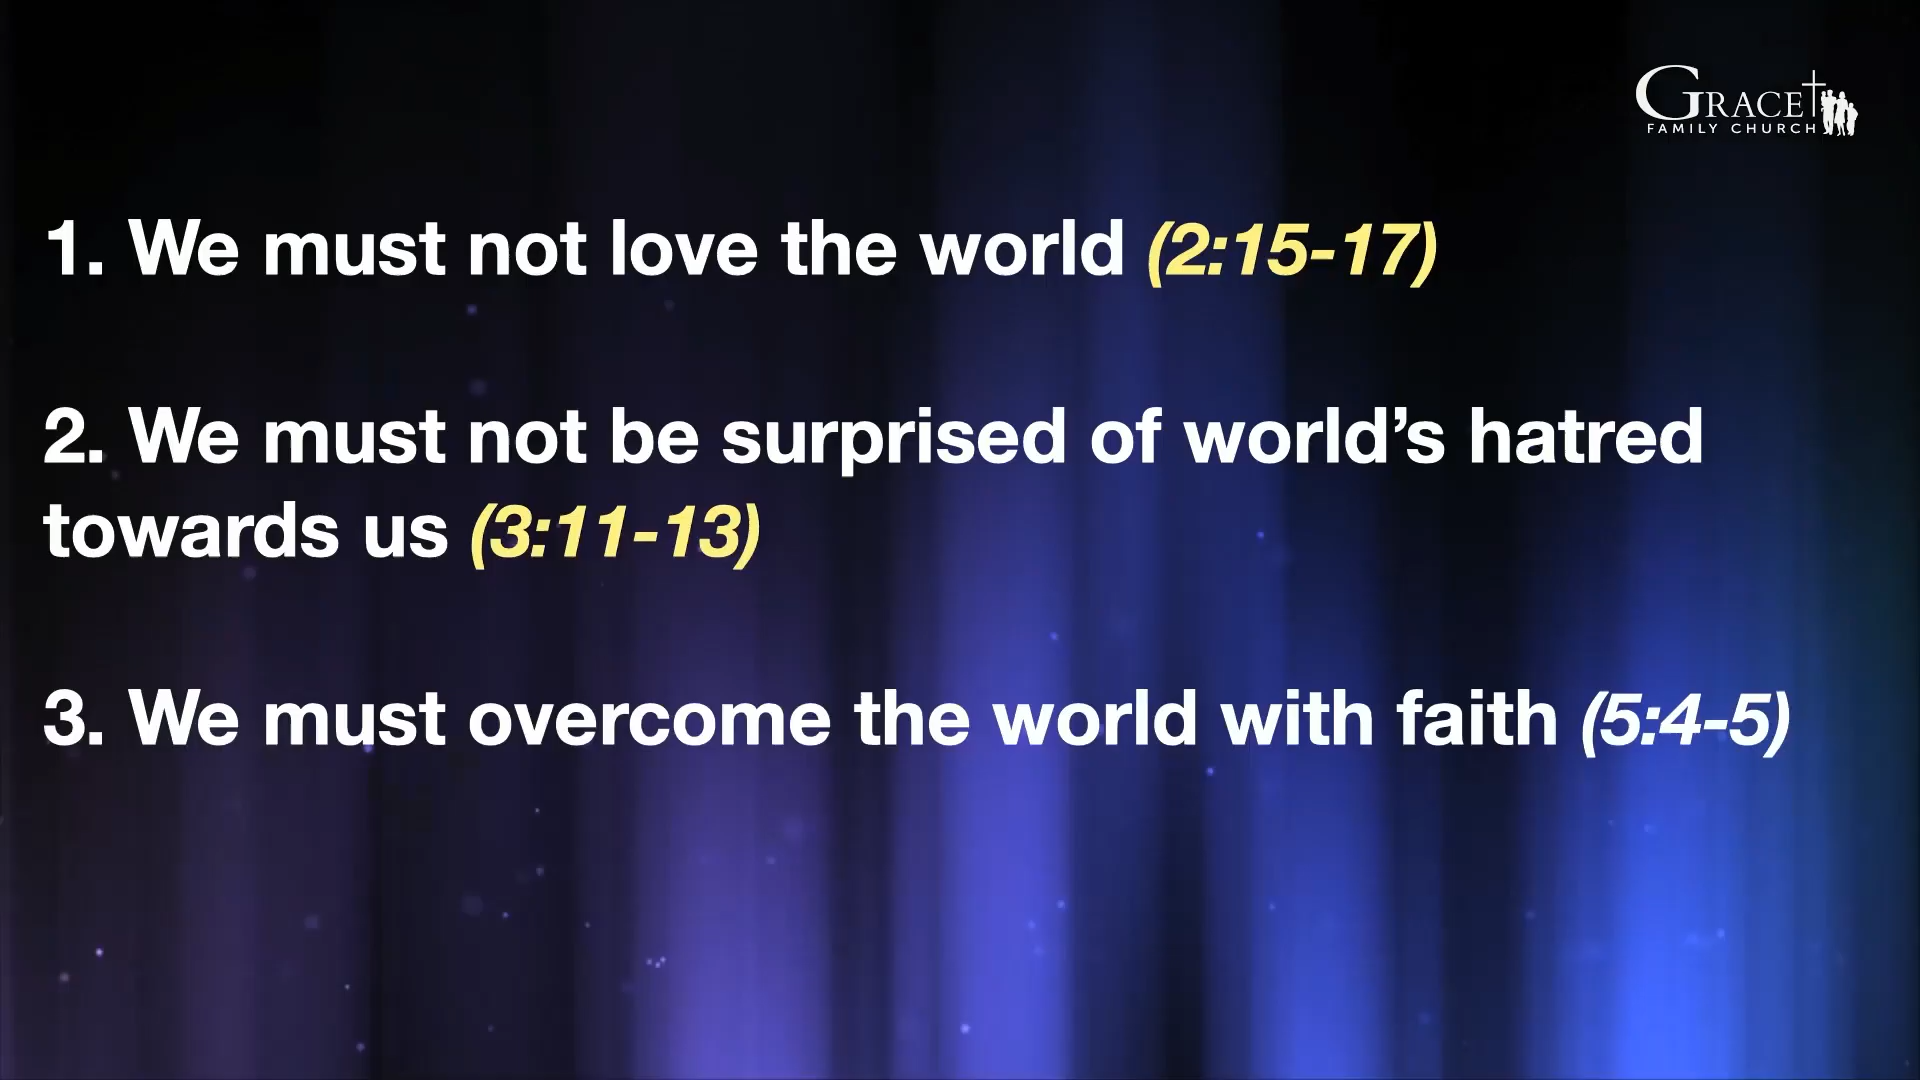 GRACE
FAMILY CHURCH
1. We must not love the world (2:15-17)
2. We must not be surprised of world’s hatred
towards us (3:11-13)
3. We must overcome the world with faith (5:4-5)